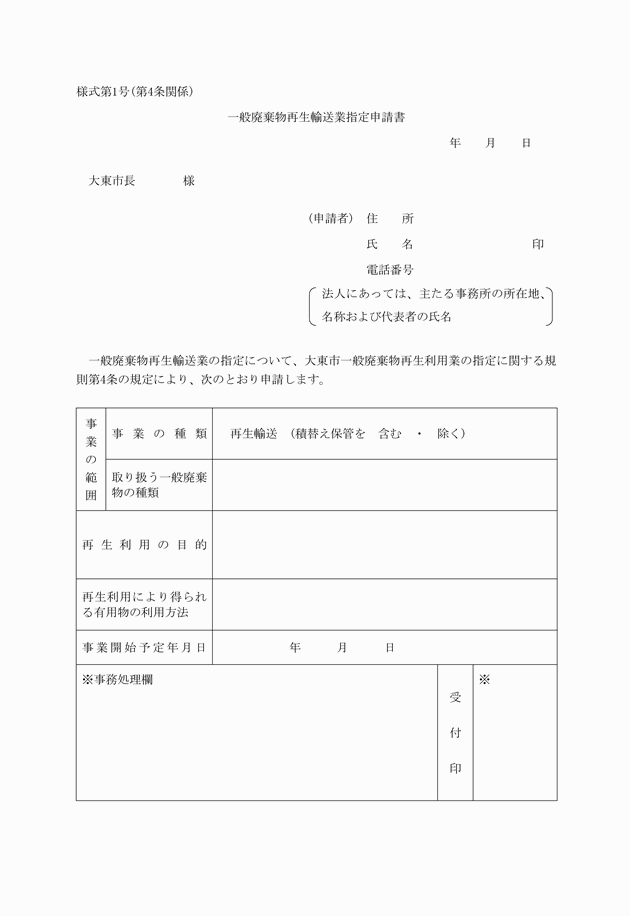 様式第1号(第4条関係)
一般廃棄物再生輸送業指定申請書
年　　月　　日
大東市長　　　　様
(申請者)　住　　所
氏　　名　　　　　　　　　　印
電話番号
法人にあっては、主たる事務所の所在地、
名称および代表者の氏名
一般廃棄物再生輸送業の指定について、大東市一般廃棄物再生利用業の指定に関する規
則第4条の規定により、次のとおり申請します。
事業の範囲
事業の種類　再生輸送　(積替え保管を　含む　・　除く)
取り扱う一般廃棄
物の種類
再生利用の目的
再生利用により得られ
る有用物の利用方法
事業開始予定年月日　　　年　　　月　　　日
※事務処理欄
受付印
※